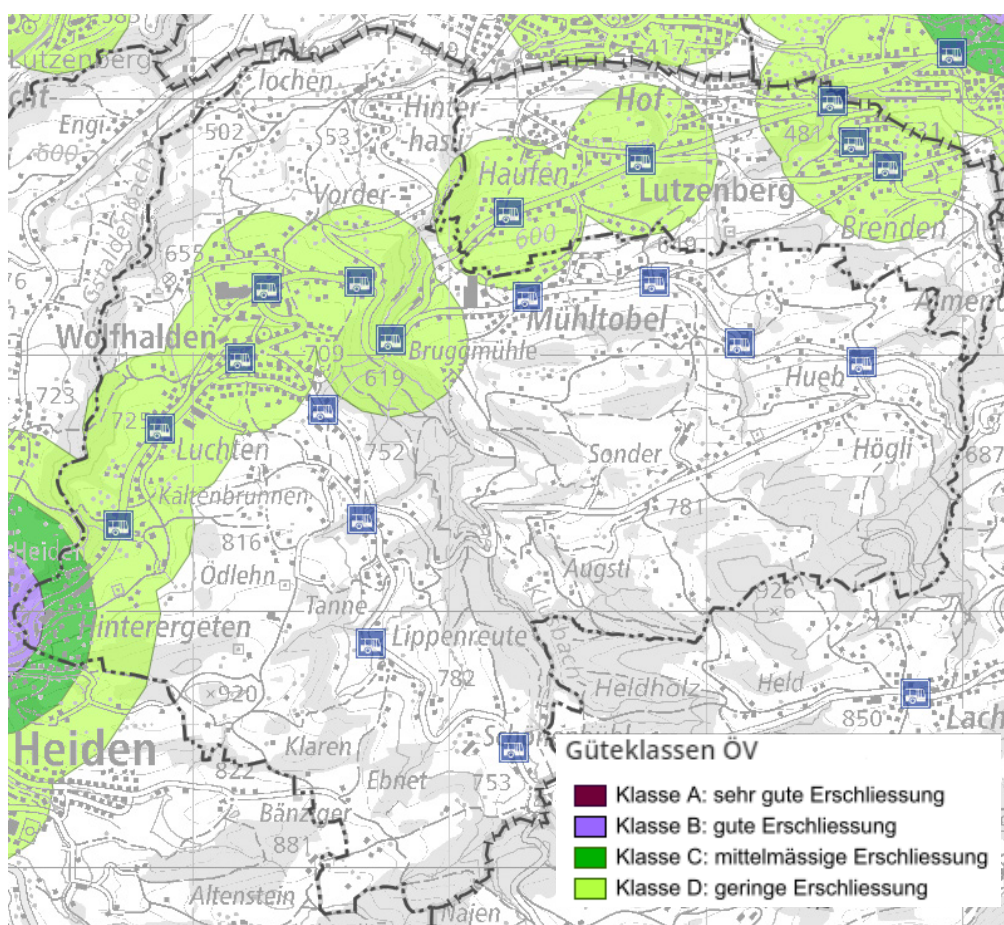 Lutzenberg
417
lochen
Hinter-
hasl
Hof
Engi
502
531
481
600
Vorder
Haufen
Lutzenberg
600
Brenden
655
Mühltobel
Wolfhalden
709
Bruggmühle
Hueb
723
619
Luchten
752
Sonder
Högli
687
Kaltenbrunnen
781
816
Heiden
Ödlehn
Augsti
926
Tanne
Hinterergeten
Lippenreute
920
782
Heldholz
Held
850
Lach
Heiden
Klaren
822
Ebnet
753
Bänziger
881
Altenstein
Najen
Güteklassen ÖV
Klasse A: sehr gute Erschliessung
Klasse B: gute Erschliessung
Klasse C: mittelmässige Erschliessung
Klasse D: geringe Erschliessung